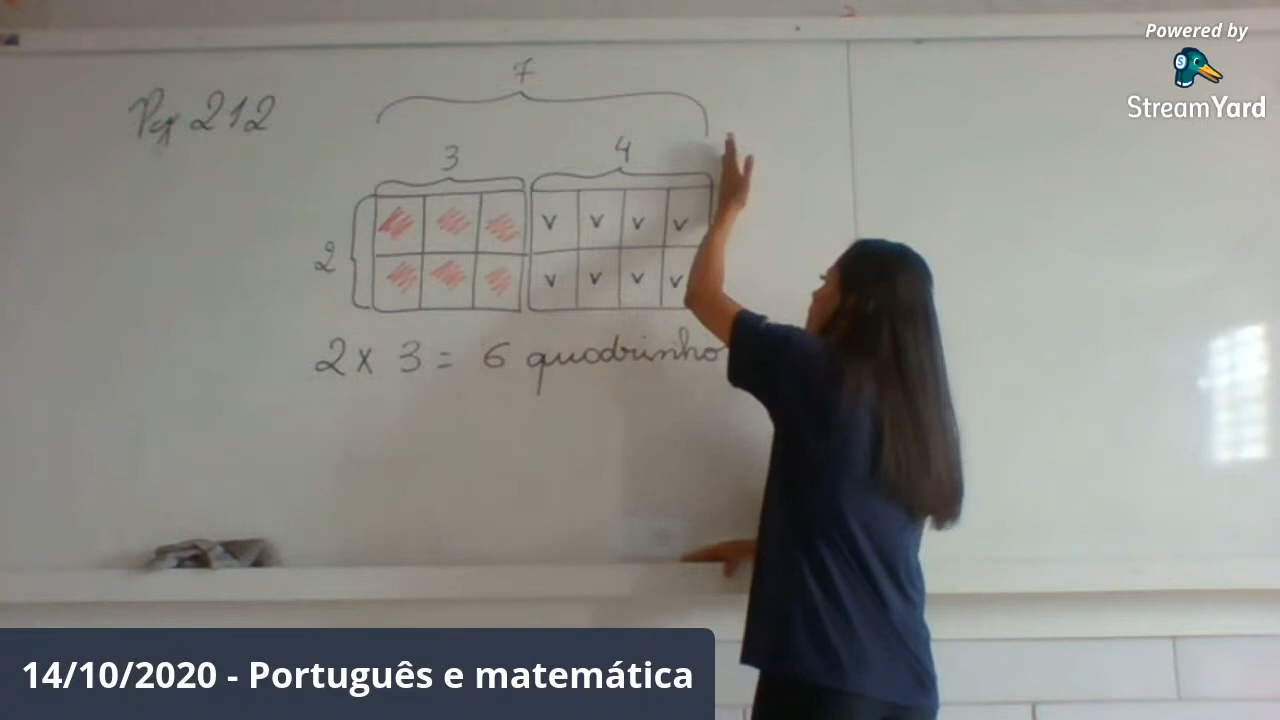 Powered by
StreamYard
Pg 212
7
3 4
2
v v v v
v v v v
2 x 3 = 6 quadrinho
14/10/2020 - Português e matemática